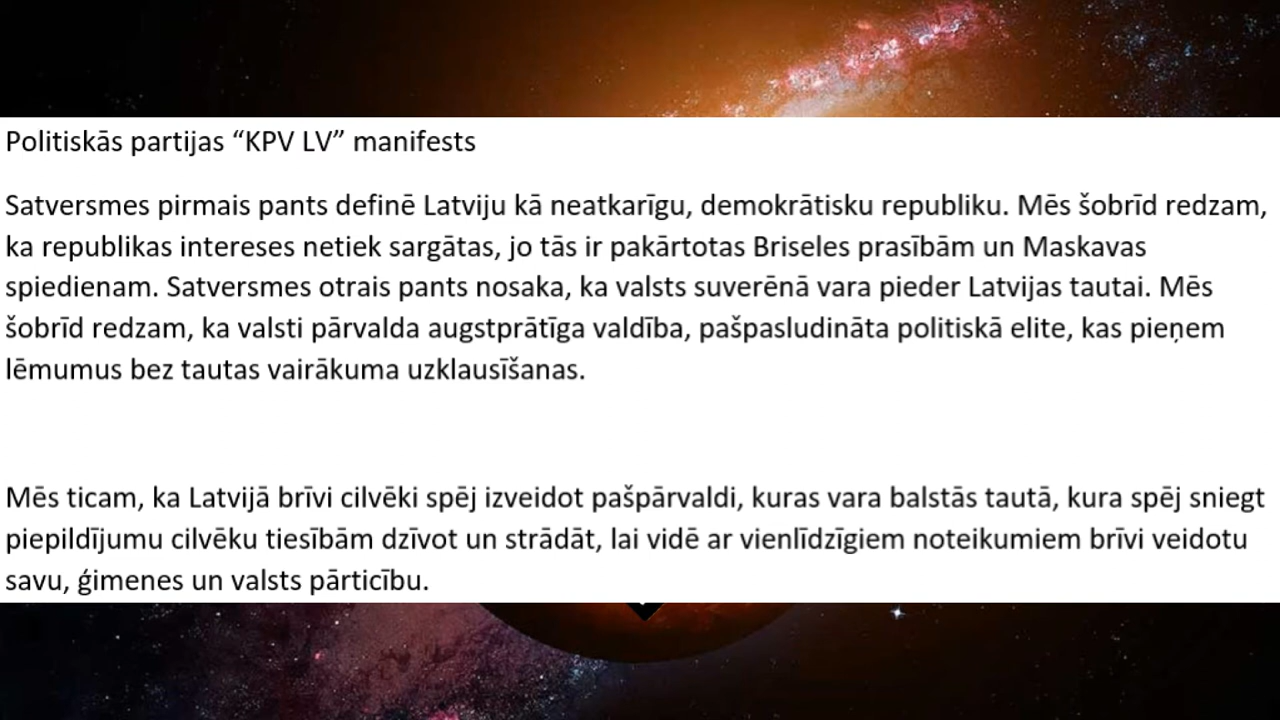 Politiskās partijas “KPV LV” manifests
Satversmes pirmais pants definē Latviju kā neatkarīgu, demokrātisku republiku. Mēs šobrīd redzam,
ka republikas intereses netiek sargātas, jo tās ir pakārtotas Briseles prasībām un Maskavas
spiedienam. Satversmes otrais pants nosaka, ka valsts suverēnā vara pieder Latvijas tautai. Mēs
šobrīd redzam, ka valsti pārvalda augstprātīga valdība, pašpasludināta politiskā elite, kas pieņem
lēmumus bez tautas vairākuma uzklausīšanas.
Mēs ticam, ka Latvijā brīvi cilvēki spēj izveidot pašpārvaldi, kuras vara balstās tautā, kura spēj sniegt
piepildījumu cilvēku tiesībām dzīvot un strādāt, lai vidē ar vienlīdzīgiem noteikumiem brīvi veidotu
savu, ģimenes un valsts pārticību.